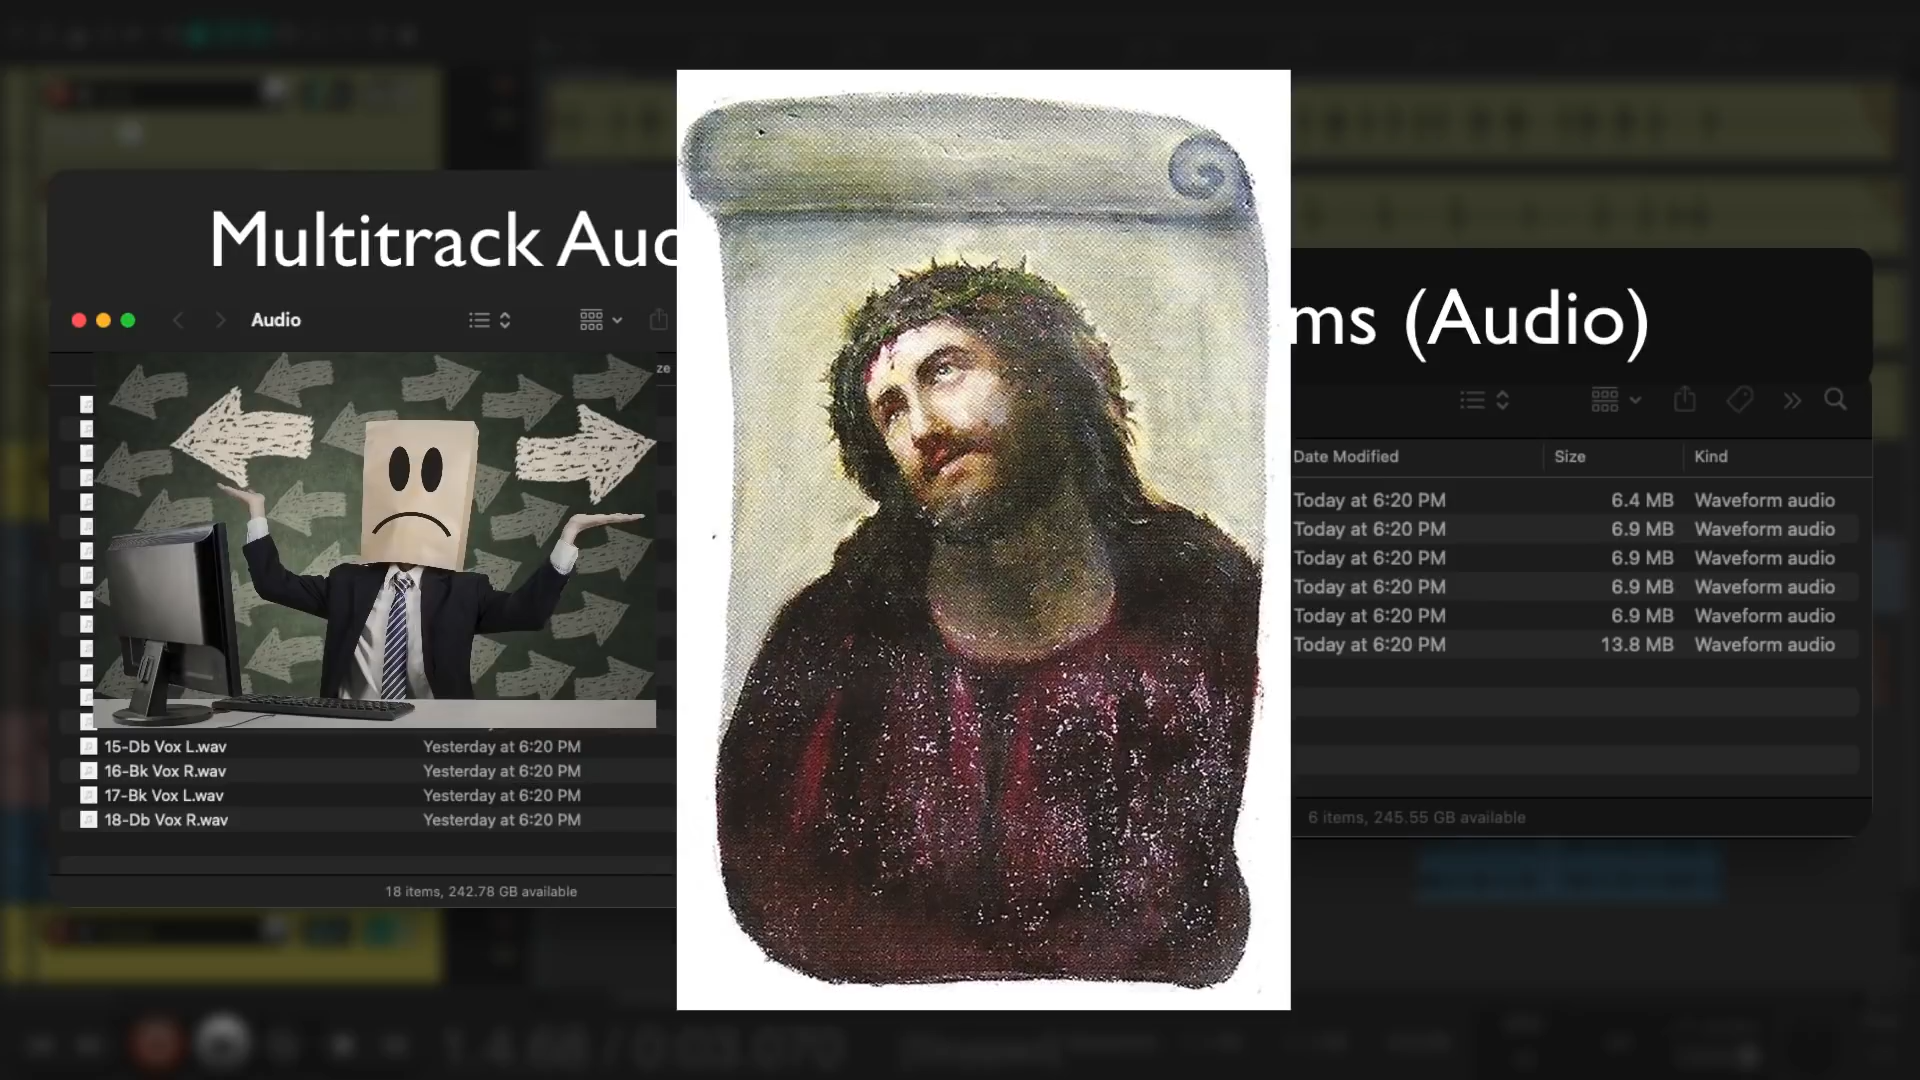 Multitrack Aud
Audio
ze
15-Db Vox L.wav Yesterday at 6:20 PM
16-Bk Vox R.wav Yesterday at 6:20 PM
17-Bk Vox L.wav Yesterday at 6:20 PM
18-Db Vox R.wav Yesterday at 6:20 PM
18 items, 242.78 GB available
ms (Audio)
Date Modified Size Kind
Today at 6:20 PM 6.4 MB Waveform audio
Today at 6:20 PM 6.9 MB Waveform audio
Today at 6:20 PM 6.9 MB Waveform audio
Today at 6:20 PM 6.9 MB Waveform audio
Today at 6:20 PM 6.9 MB Waveform audio
Today at 6:20 PM 13.8 MB Waveform audio
6 items, 245.55 GB available